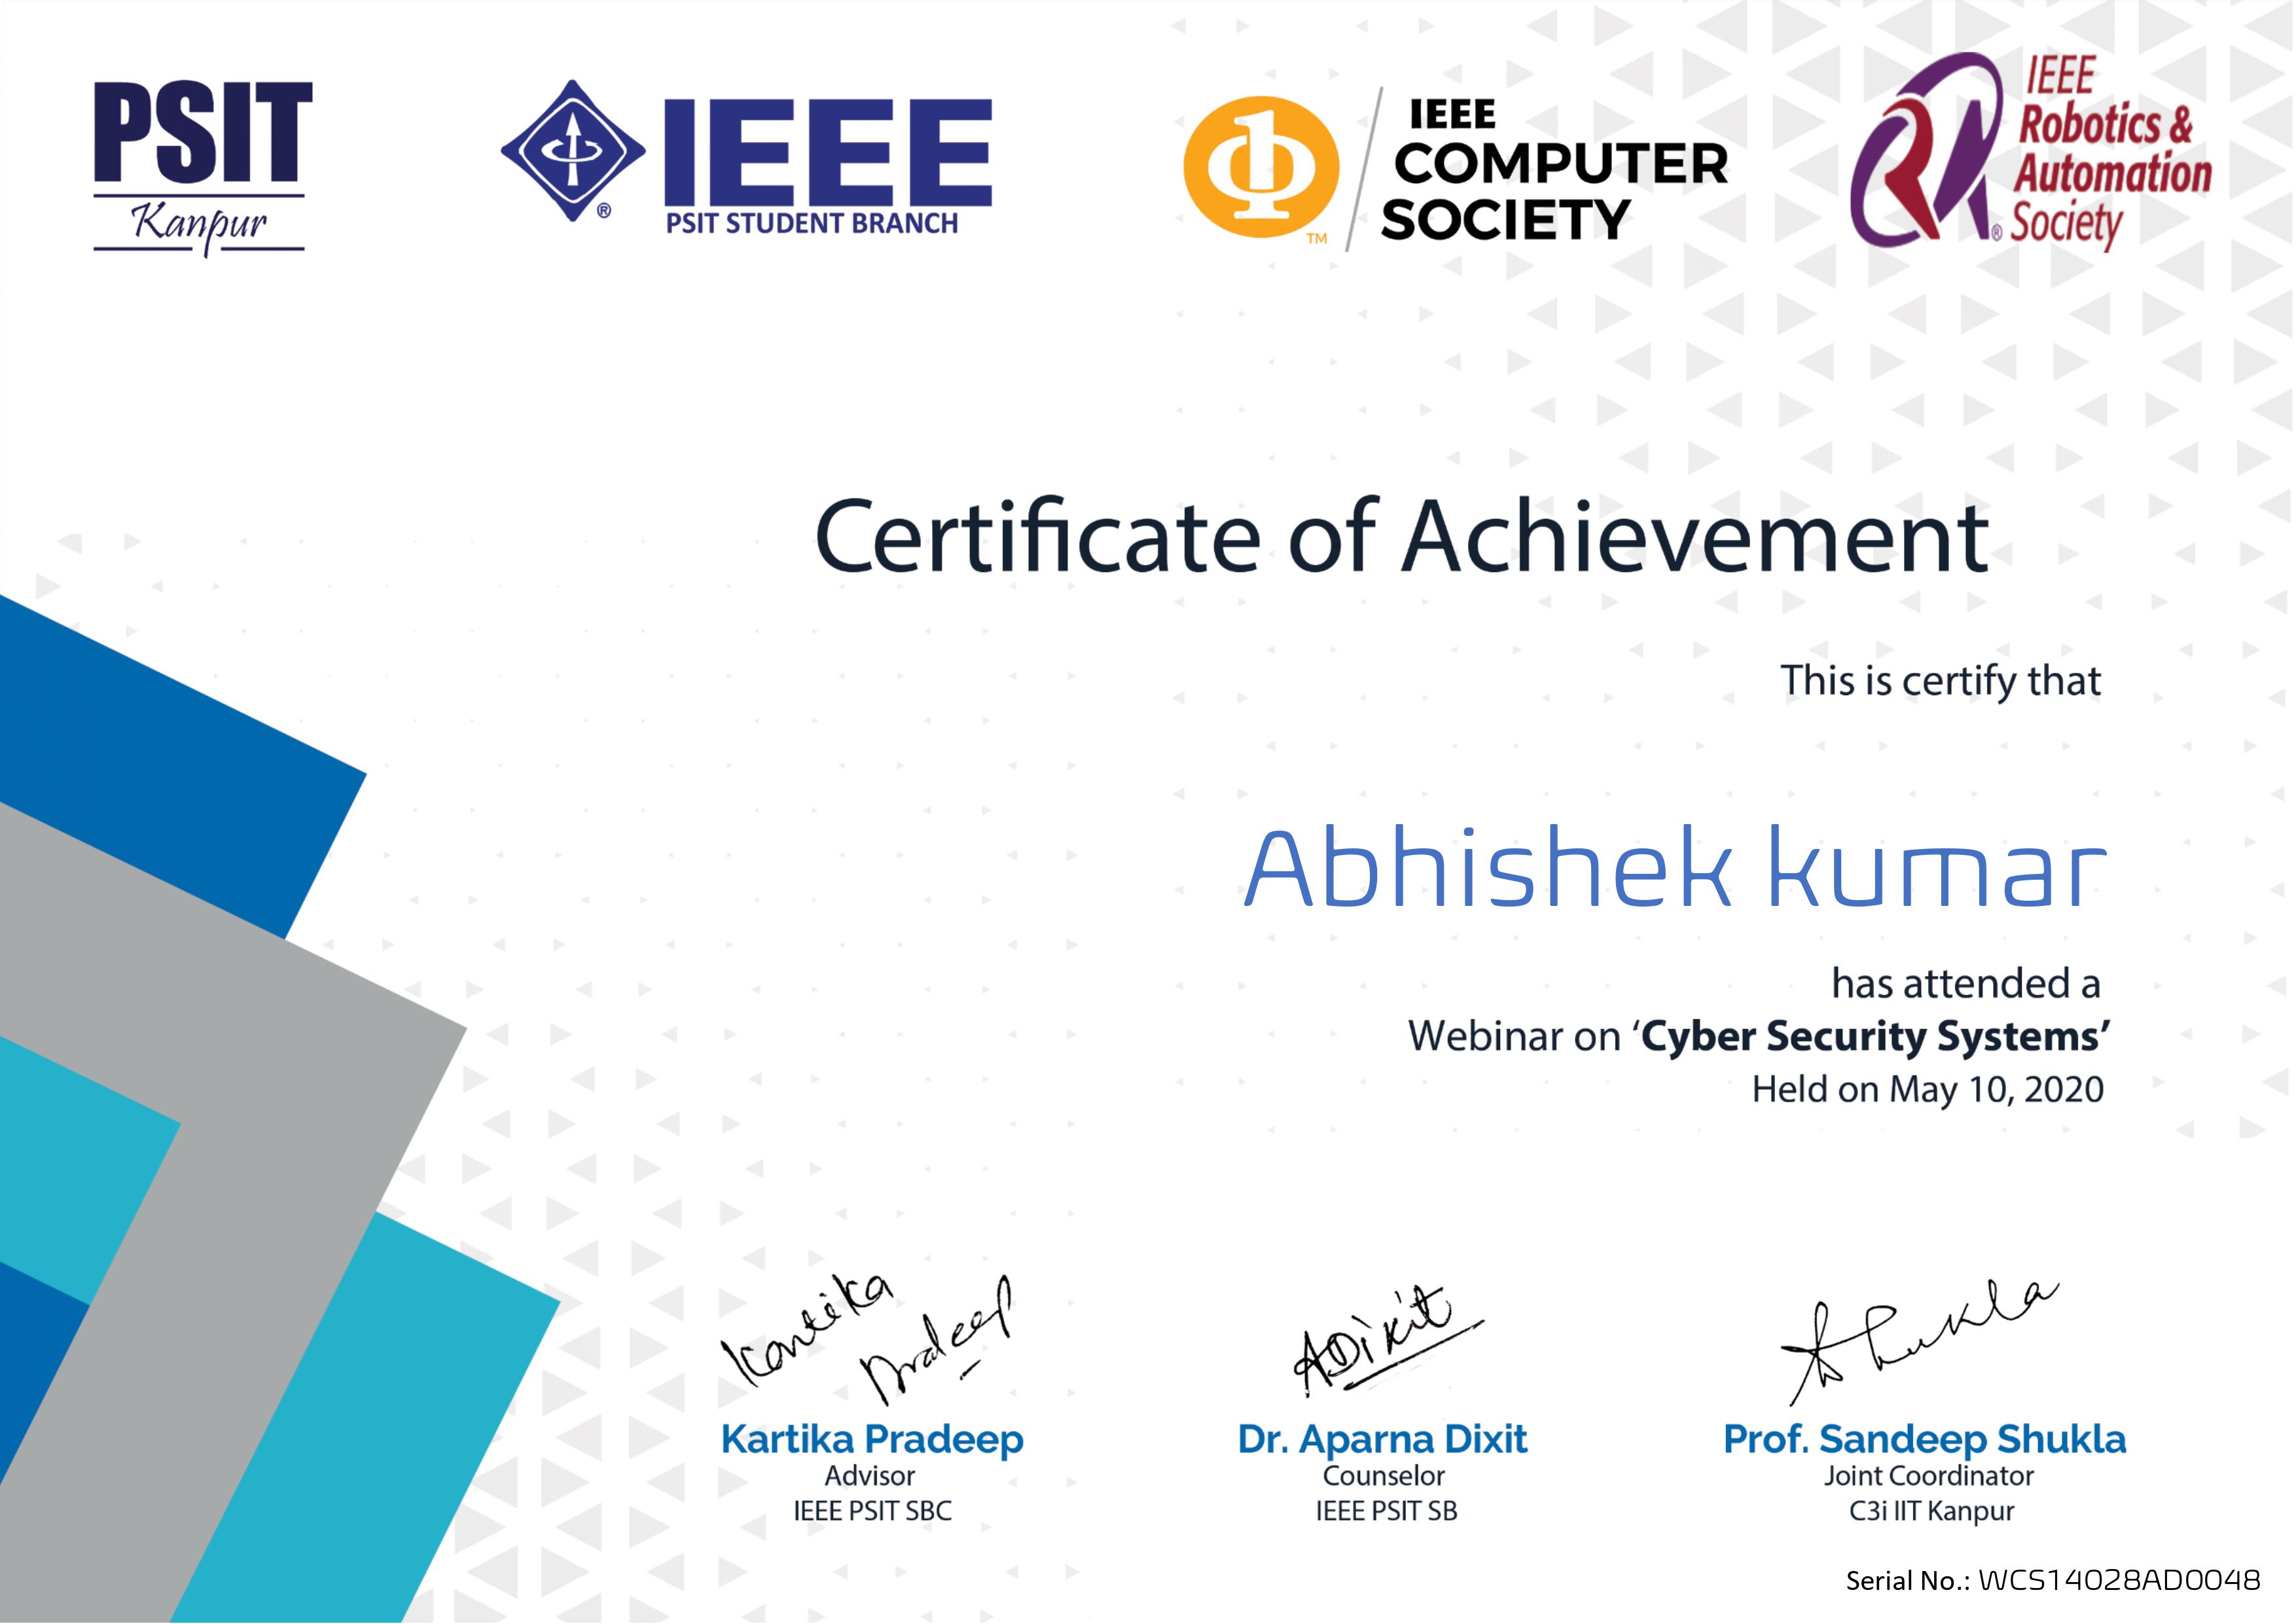 PSIT
Kanpur
IEEE
PSIT STUDENT BRANCH
IEEE
COMPUTER
SOCIETY
TM
IEEE
Robotics &
Automation
Society
Certificate of Achievement
This is certify that
Abhishek kumar
has attended a
Webinar on ‘Cyber Security Systems’
Held on May 10, 2020
Kartika
Pradeep
ADixit
Shukla
Kartika Pradeep
Advisor
IEEE PSIT SBC
Dr. Aparna Dixit
Counselor
IEEE PSIT SB
Prof. Sandeep Shukla
Joint Coordinator
C3i IIT Kanpur
Serial No.: WCS14028AD0048